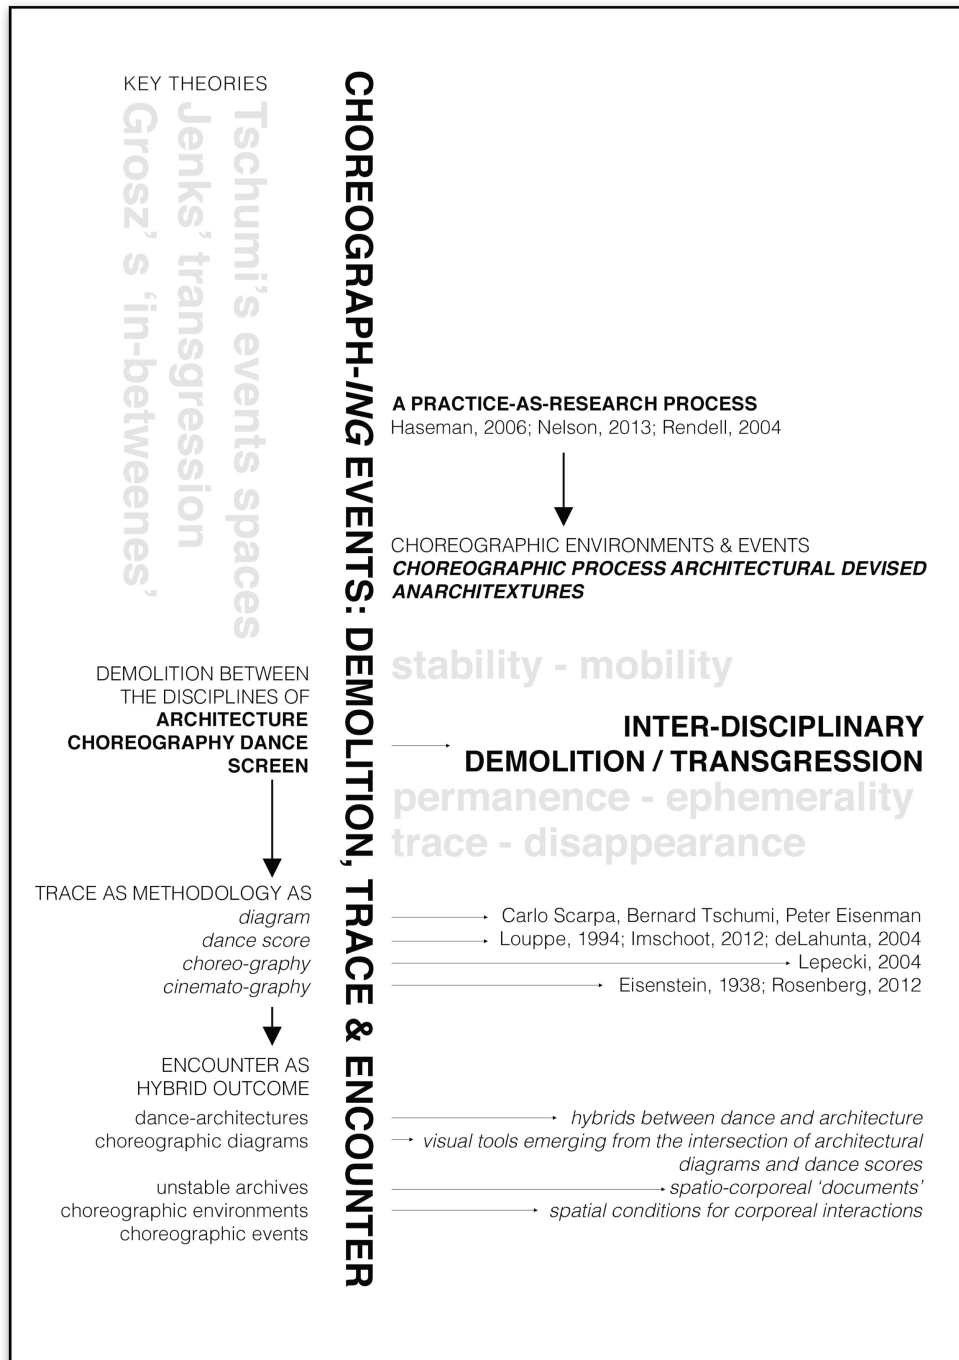 KEY THEORIES
Tschumi's events spaces
Jenks' transgression
Grosz' s 'in-betweenes'
CHOREOGRAPH-ING EVENTS: DEMOLITION, TRACE & ENCOUNTER
A PRACTICE-AS-RESEARCH PROCESS
Haseman, 2006; Nelson, 2013; Rendell, 2004
CHOREOGRAPHIC ENVIRONMENTS & EVENTS
CHOREOGRAPHIC PROCESS ARCHITECTURAL DEVISED
ANARCHITEXTURES
stability - mobility
DEMOLITION BETWEEN
THE DISCIPLINES OF
ARCHITECTURE
CHOREOGRAPHY DANCE
SCREEN
INTER-DISCIPLINARY
DEMOLITION / TRANSGRESSION
permanence - ephemerality
trace - disappearance
TRACE AS METHODOLOGY AS
diagram
Carlo Scarpa, Bernard Tschumi, Peter Eisenman
dance score
Louppe, 1994; Imschoot, 2012; deLahunta, 2004
choreo-graphy
Lepecki, 2004
cinemato-graphy
Eisenstein, 1938; Rosenberg, 2012
ENCOUNTER AS
HYBRID OUTCOME
dance-architectures
hybrids between dance and architecture
choreographic diagrams
visual tools emerging from the intersection of architectural
diagrams and dance scores
unstable archives
spatio-corporeal 'documents'
choreographic environments
spatial conditions for corporeal interactions
choreographic events